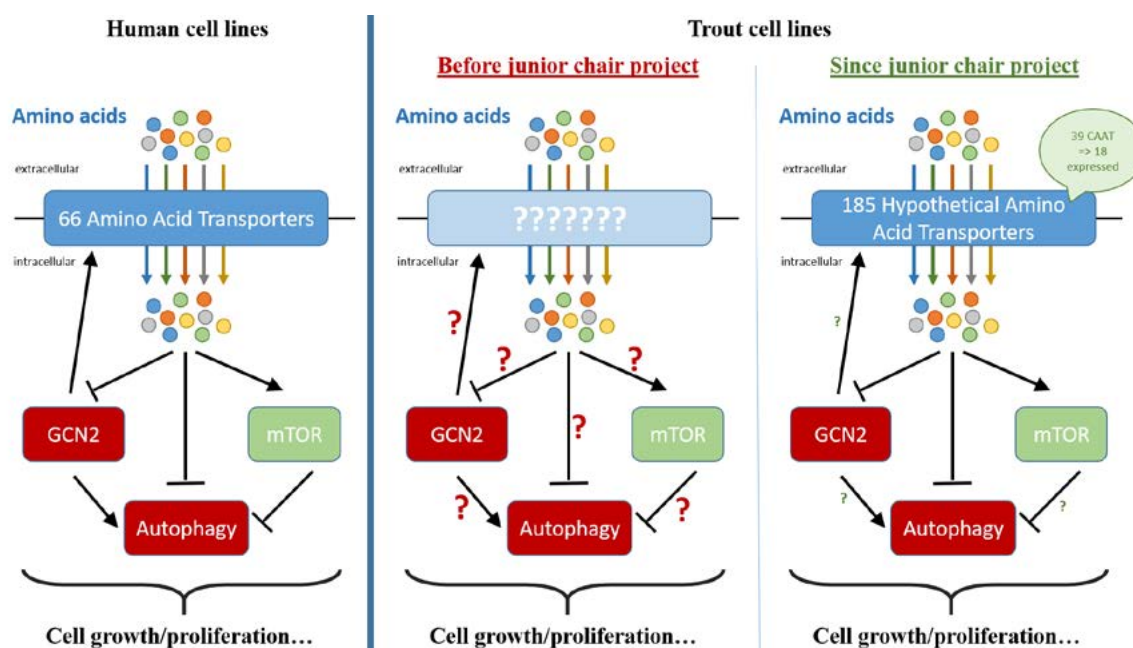 Human cell lines
Amino acids
extracellular
66 Amino Acid Transporters
intracellular
GCN2
mTOR
Autophagy
Cell growth/proliferation…
Trout cell lines
Before junior chair project
Amino acids
extracellular
???????
intracellular
?
?
?
GCN2
?
mTOR
?
?
Autophagy
Cell growth/proliferation…
Since junior chair project
Amino acids
39 CAAT
=> 18
expressed
extracellular
185 Hypothetical Amino
Acid Transporters
intracellular
?
GCN2
mTOR
?
?
Autophagy
Cell growth/proliferation…